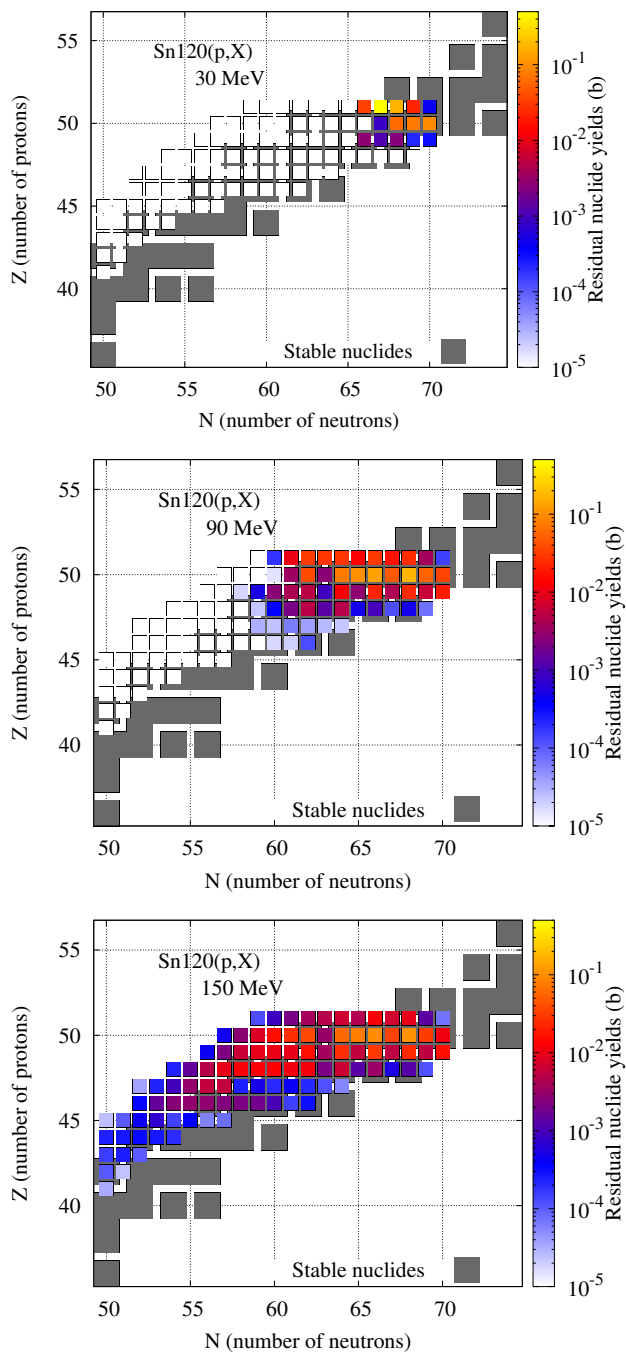 55
50
45
40
Z (number of protons)
Sn120(p,X)
30 MeV
Stable nuclides
50
55
60
65
70
N (number of neutrons)
10-1
10-2
10-3
10-4
10-5
Residual nuclide yields (b)
55
50
45
40
Z (number of protons)
Sn120(p,X)
90 MeV
Stable nuclides
50
55
60
65
70
N (number of neutrons)
10-1
10-2
10-3
10-4
10-5
Residual nuclide yields (b)
55
50
45
40
Z (number of protons)
Sn120(p,X)
150 MeV
Stable nuclides
50
55
60
65
70
N (number of neutrons)
10-1
10-2
10-3
10-4
10-5
Residual nuclide yields (b)